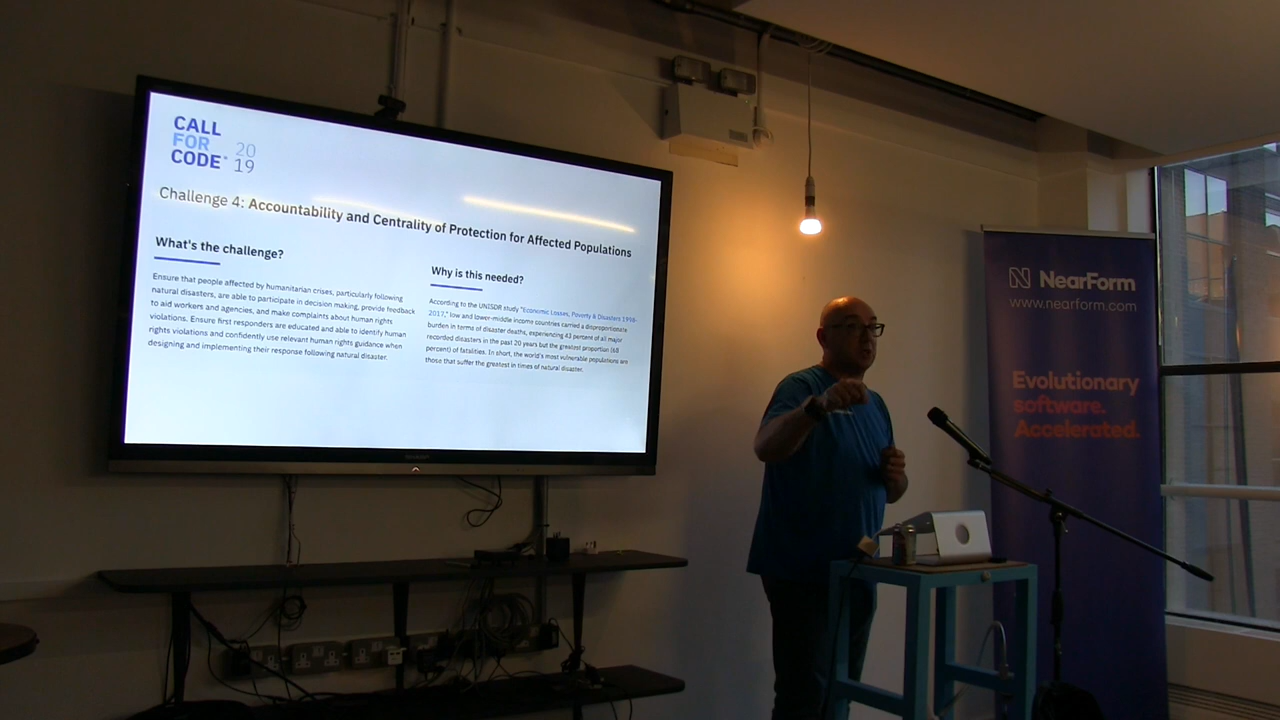 CALL
FOR
CODE® 20
19
Challenge 4: Accountability and Centrality of Protection for Affected Populations
What's the challenge?
Ensure that people affected by humanitarian crises, particularly following
natural disasters, are able to participate in decision making, provide feedback
to aid workers and agencies, and make complaints about human rights
violations. Ensure first responders are educated and able to identify human
rights violations and confidently use relevant human rights guidance when
designing and implementing their response following natural disaster.
Why is this needed?
According to the UNISDR study "Economic Losses, Poverty & Disasters 1998-
2017," low and lower-middle income countries carried a disproportionate
burden in terms of disaster deaths, experiencing 43 percent of all major
recorded disasters in the past 20 years but the greatest proportion (68
percent) of fatalities. In short, the world's most vulnerable populations are
those that suffer the greatest in times of natural disaster.
NearForm
www.nearform.com
Evolutionary
software.
Accelerated.